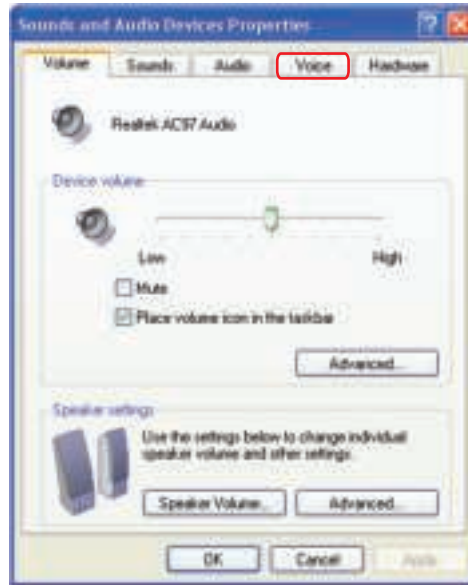 Sounds and Audio Devices Properties
Volume Sounds Audio Voice Hardware
Realtek AC97 Audio
Device volume
Low High
Mute
Place volume icon in the taskbar
Advanced...
Speaker settings
Use the settings below to change individual
speaker volume and other settings.
Speaker Volume... Advanced...
OK Cancel Apply